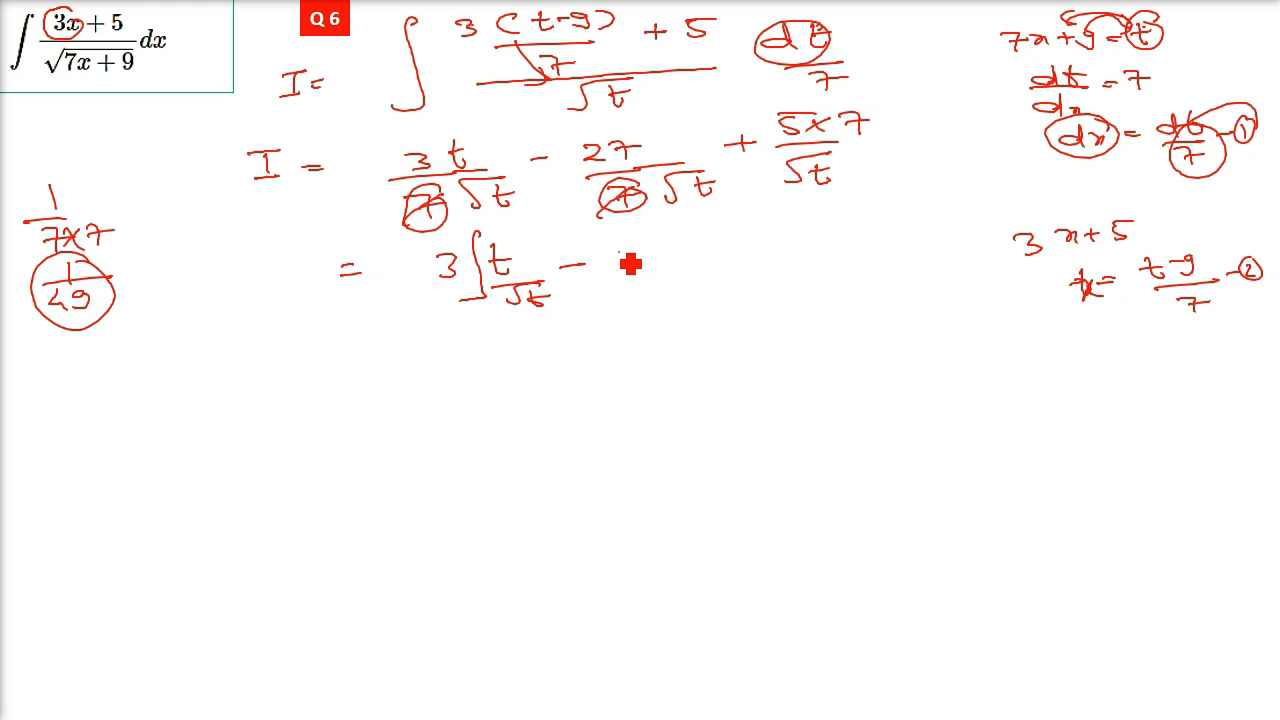 ∫ (3x + 5)/√(7x + 9) dx
Q 6
I = ∫ (3(t-9)/7 + 5)/√t dt/7
7x+9=t
dt/dx = 7
dx = dt/7 -①
I = 3t/(7√t) - 27/(7√t) + 5×7/√t
1/(7×7)
1/49
= 3∫ t/√t -
3x+5
x = (t-9)/7 -②